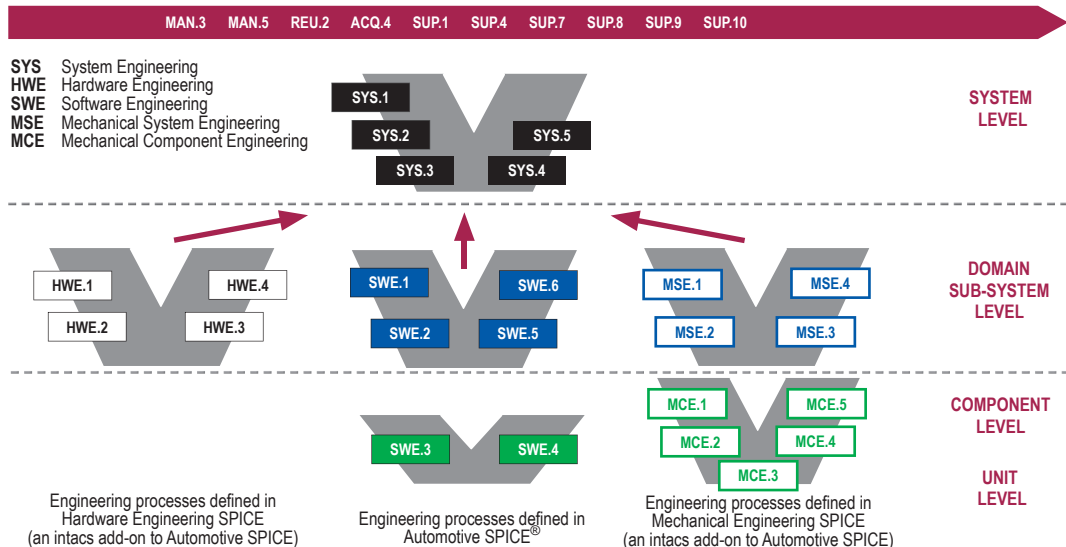 MAN.3 MAN.5 REU.2 ACQ.4 SUP.1 SUP.4 SUP.7 SUP.8 SUP.9 SUP.10
SYS System Engineering
HWE Hardware Engineering
SWE Software Engineering
MSE Mechanical System Engineering
MCE Mechanical Component Engineering
SYS.1
SYS.2
SYS.3
SYS.5
SYS.4
SYSTEM
LEVEL
HWE.1
HWE.2
HWE.4
HWE.3
SWE.1
SWE.2
SWE.6
SWE.5
MSE.1
MSE.2
MSE.4
MSE.3
DOMAIN
SUB-SYSTEM
LEVEL
SWE.3
SWE.4
MCE.1
MCE.2
MCE.3
MCE.5
MCE.4
COMPONENT
LEVEL
UNIT
LEVEL
Engineering processes defined in
Hardware Engineering SPICE
(an intacs add-on to Automotive SPICE)
Engineering processes defined in
Automotive SPICE®
Engineering processes defined in
Mechanical Engineering SPICE
(an intacs add-on to Automotive SPICE)